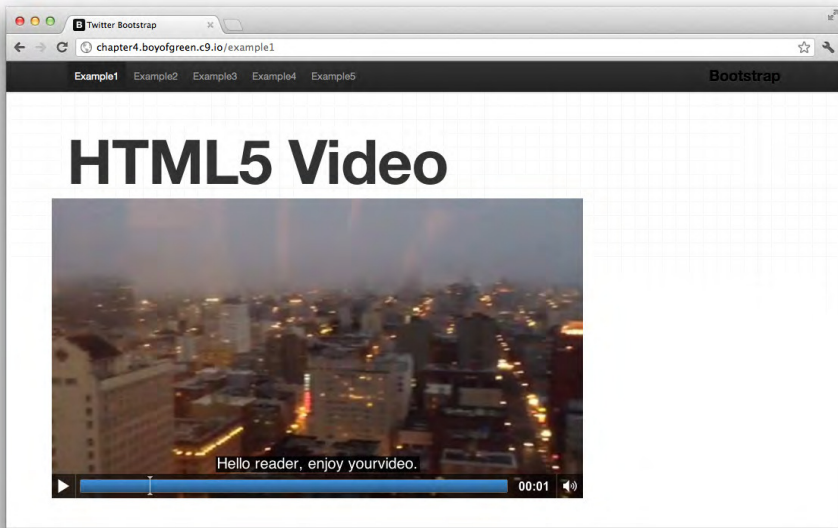 B Twitter Bootstrap
chapter4.boyofgreen.c9.io/example1
Example1 Example2 Example3 Example4 Example5 Bootstrap
HTML5 Video
Hello reader, enjoy yourvideo.
00:01